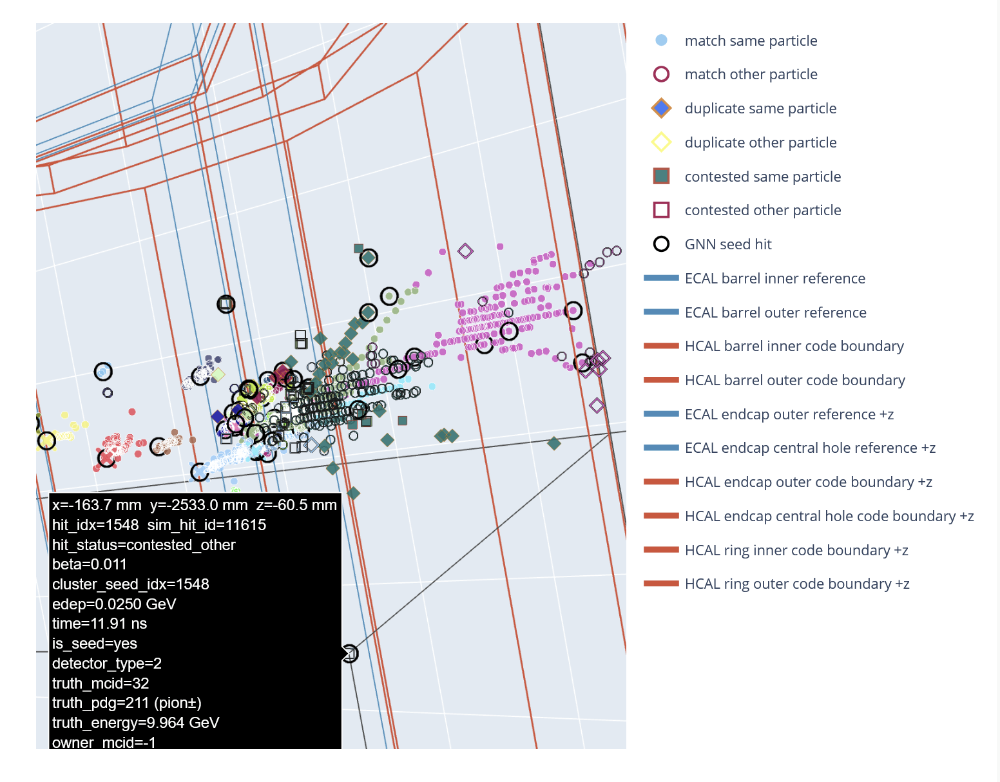 match same particle
match other particle
duplicate same particle
duplicate other particle
contested same particle
contested other particle
GNN seed hit
ECAL barrel inner reference
ECAL barrel outer reference
HCAL barrel inner code boundary
HCAL barrel outer code boundary
ECAL endcap outer reference +z
ECAL endcap central hole reference +z
HCAL endcap outer code boundary +z
HCAL endcap central hole code boundary +z
HCAL ring inner code boundary +z
HCAL ring outer code boundary +z
x=-163.7 mm  y=-2533.0 mm  z=-60.5 mm
hit_idx=1548  sim_hit_id=11615
hit_status=contested_other
beta=0.011
cluster_seed_idx=1548
edep=0.0250 GeV
time=11.91 ns
is_seed=yes
detector_type=2
truth_mcid=32
truth_pdg=211 (pion±)
truth_energy=9.964 GeV
owner_mcid=-1